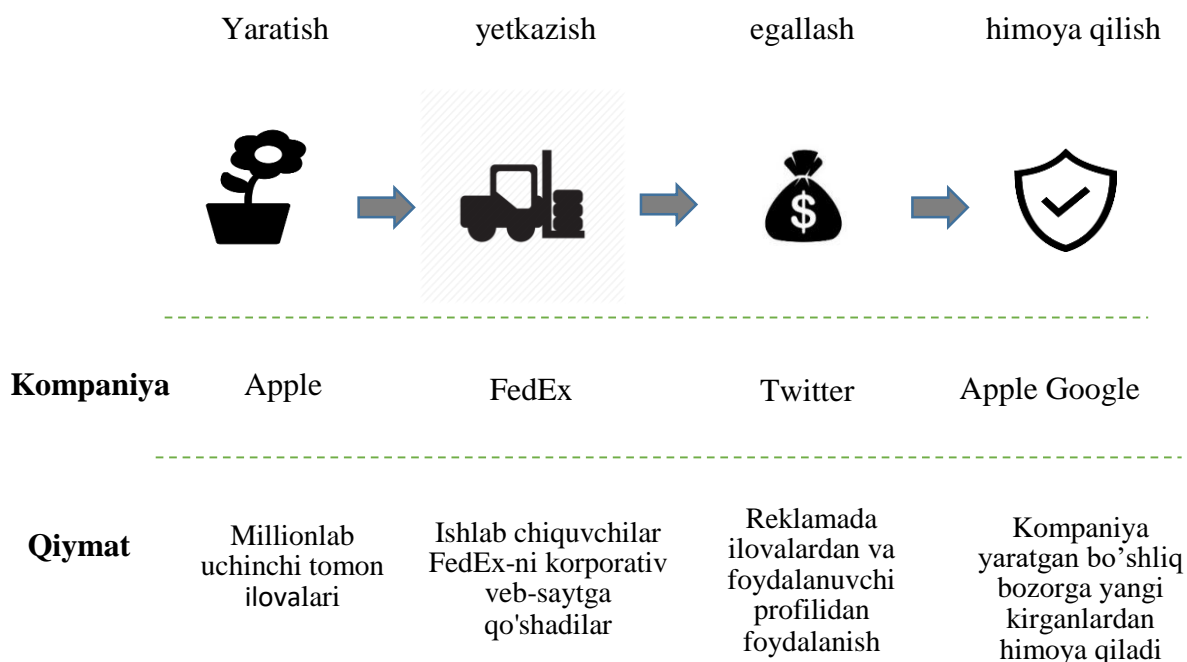 Yaratish yetkazish egallash himoya qilish
$
Kompaniya Apple FedEx Twitter Apple Google
Qiymat
Millionlab
uchinchi tomon
ilovalari
Ishlab chiquvchilar
FedEx-ni korporativ
veb-saytga
qo'shadilar
Reklamada
ilovalardan va
foydalanuvchi
profilidan
foydalanish
Kompaniya
yaratgan bo’shliq
bozorga yangi
kirganlardan
himoya qiladi